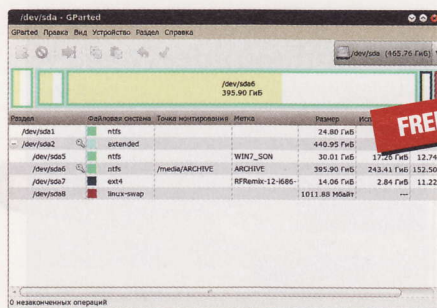 /dev/sda - GParted
GParted Правка Вид Устройство Раздел Справка
/dev/sda (465.76 Гиб)
/dev/sda6
395.90 Гиб
Раздел Файловая система Точка монтирования Метка Размер
FREE
/dev/sda1 ntfs 24.80 Гиб
/dev/sda2 extended 440.95 Гиб
/dev/sda5 ntfs WIN7_SON 30.01 Гиб 17.26 Гиб 12.74
/dev/sda6 ntfs /media/ARCHIVE ARCHIVE 395.90 Гиб 243.41 Гиб 152.50
/dev/sda7 ext4 RFRemix-12-i686- 14.06 Гиб 2.84 Гиб 11.22
/dev/sda8 linux-swap 1011.88 Мбайт ---
0 незаконченных операций